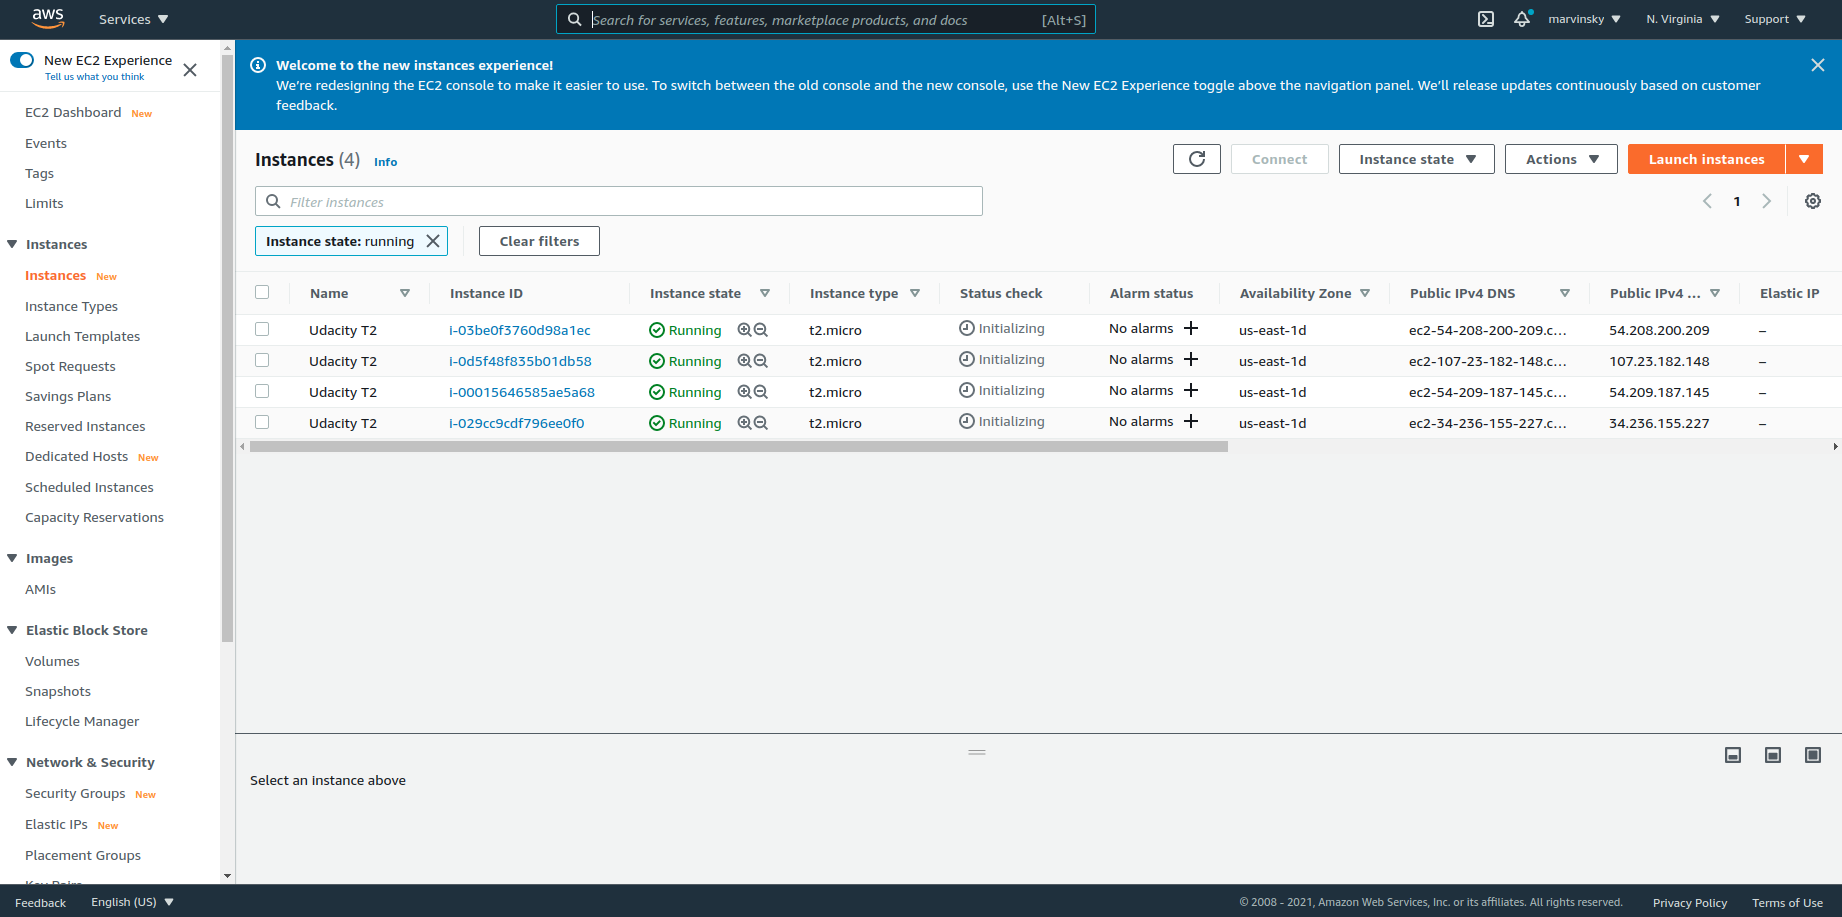 aws
Services
Search for services, features, marketplace products, and docs [Alt+S]
marvinsky
N. Virginia
Support
New EC2 Experience
Tell us what you think
EC2 Dashboard New
Events
Tags
Limits
Instances
Instances New
Instance Types
Launch Templates
Spot Requests
Savings Plans
Reserved Instances
Dedicated Hosts New
Scheduled Instances
Capacity Reservations
Images
AMIs
Elastic Block Store
Volumes
Snapshots
Lifecycle Manager
Network & Security
Security Groups New
Elastic IPs New
Placement Groups
Key Pairs
Welcome to the new instances experience!
We're redesigning the EC2 console to make it easier to use. To switch between the old console and the new console, use the New EC2 Experience toggle above the navigation panel. We'll release updates continuously based on customer
feedback.
Instances (4) Info
Connect
Instance state
Actions
Launch instances
Filter instances
1
Instance state: running
Clear filters
Name Instance ID Instance state Instance type Status check Alarm status Availability Zone Public IPv4 DNS Public IPv4 ... Elastic IP
Udacity T2 i-03be0f3760d98a1ec Running t2.micro Initializing No alarms + us-east-1d ec2-54-208-200-209.c... 54.208.200.209 –
Udacity T2 i-0d5f48f835b01db58 Running t2.micro Initializing No alarms + us-east-1d ec2-107-23-182-148.c... 107.23.182.148 –
Udacity T2 i-00015646585ae5a68 Running t2.micro Initializing No alarms + us-east-1d ec2-54-209-187-145.c... 54.209.187.145 –
Udacity T2 i-029cc9cdf796ee0f0 Running t2.micro Initializing No alarms + us-east-1d ec2-34-236-155-227.c... 34.236.155.227 –
Select an instance above
Feedback
English (US)
© 2008 - 2021, Amazon Web Services, Inc. or its affiliates. All rights reserved.
Privacy Policy
Terms of Use